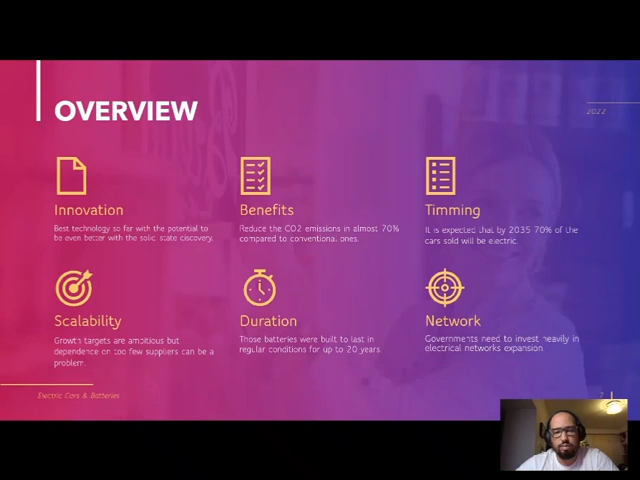 OVERVIEW
2022
Innovation
Best technology so far with the potential to
be even better with the solid state discovery.
Benefits
Reduce the CO2 emissions in almost 70%
compared to conventional ones.
Timming
It is expected that by 2035 70% of the
cars sold will be electric
Scalability
Growth targets are ambitious but
dependence on too few suppliers can be a
problem.
Duration
Those batteries were built to last in
regular conditions for up to 20 years.
Network
Governments need to invest heavily in
electrical networks expansion
Electric Cars & Batteries